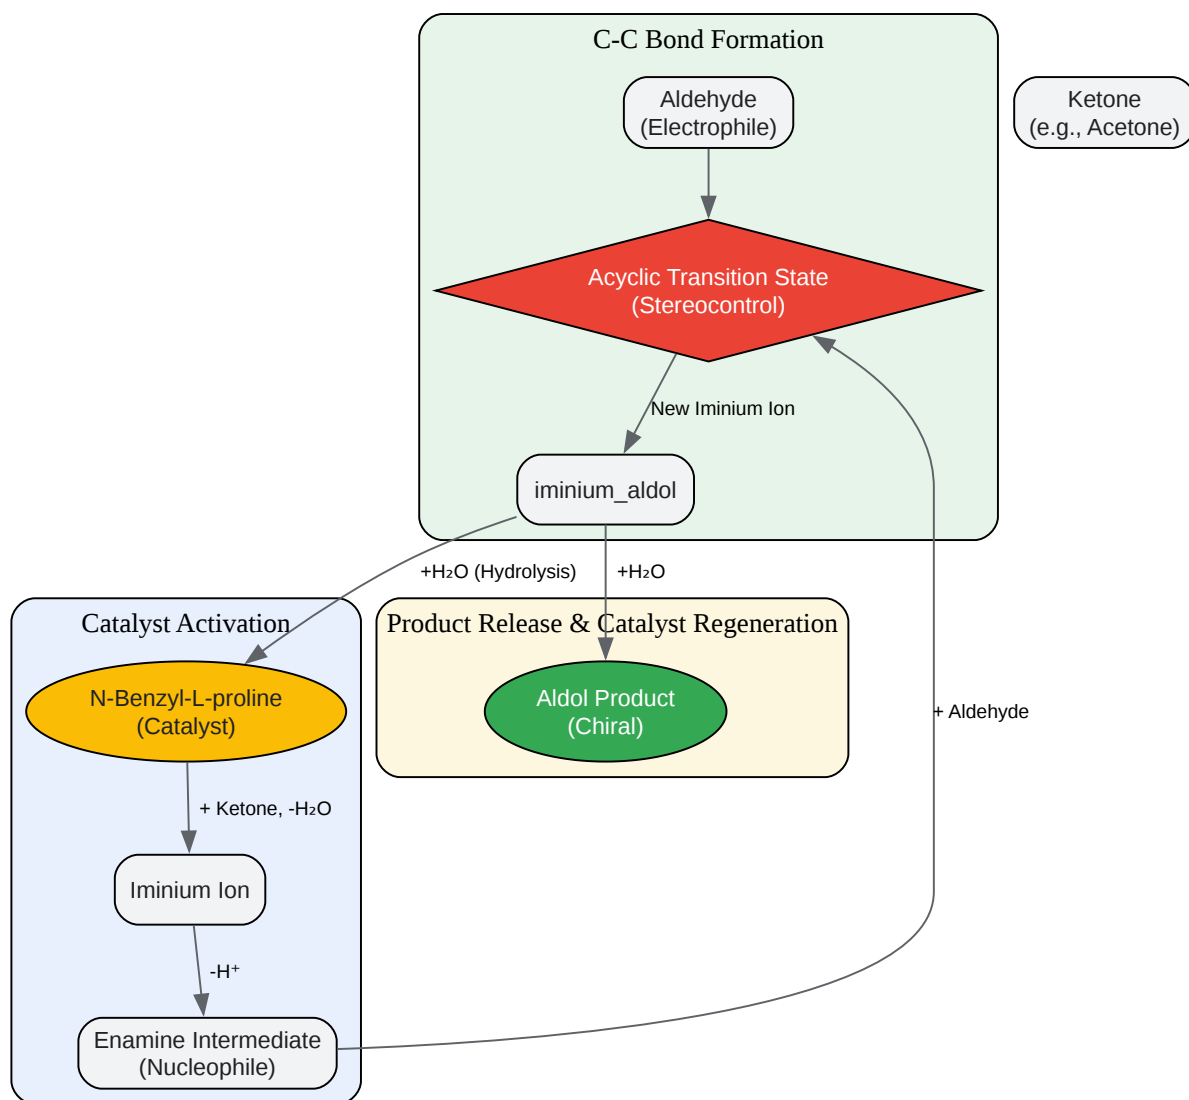 C-C Bond Formation
Aldehyde
(Electrophile)
Ketone
(e.g., Acetone)
Acyclic Transition State
(Stereocontrol)
New Iminium Ion
iminium_aldol
+H₂O (Hydrolysis)
+H₂O
Catalyst Activation
Product Release & Catalyst Regeneration
N-Benzyl-L-proline
(Catalyst)
Aldol Product
(Chiral)
+ Aldehyde
+ Ketone, -H₂O
Iminium Ion
-H⁺
Enamine Intermediate
(Nucleophile)